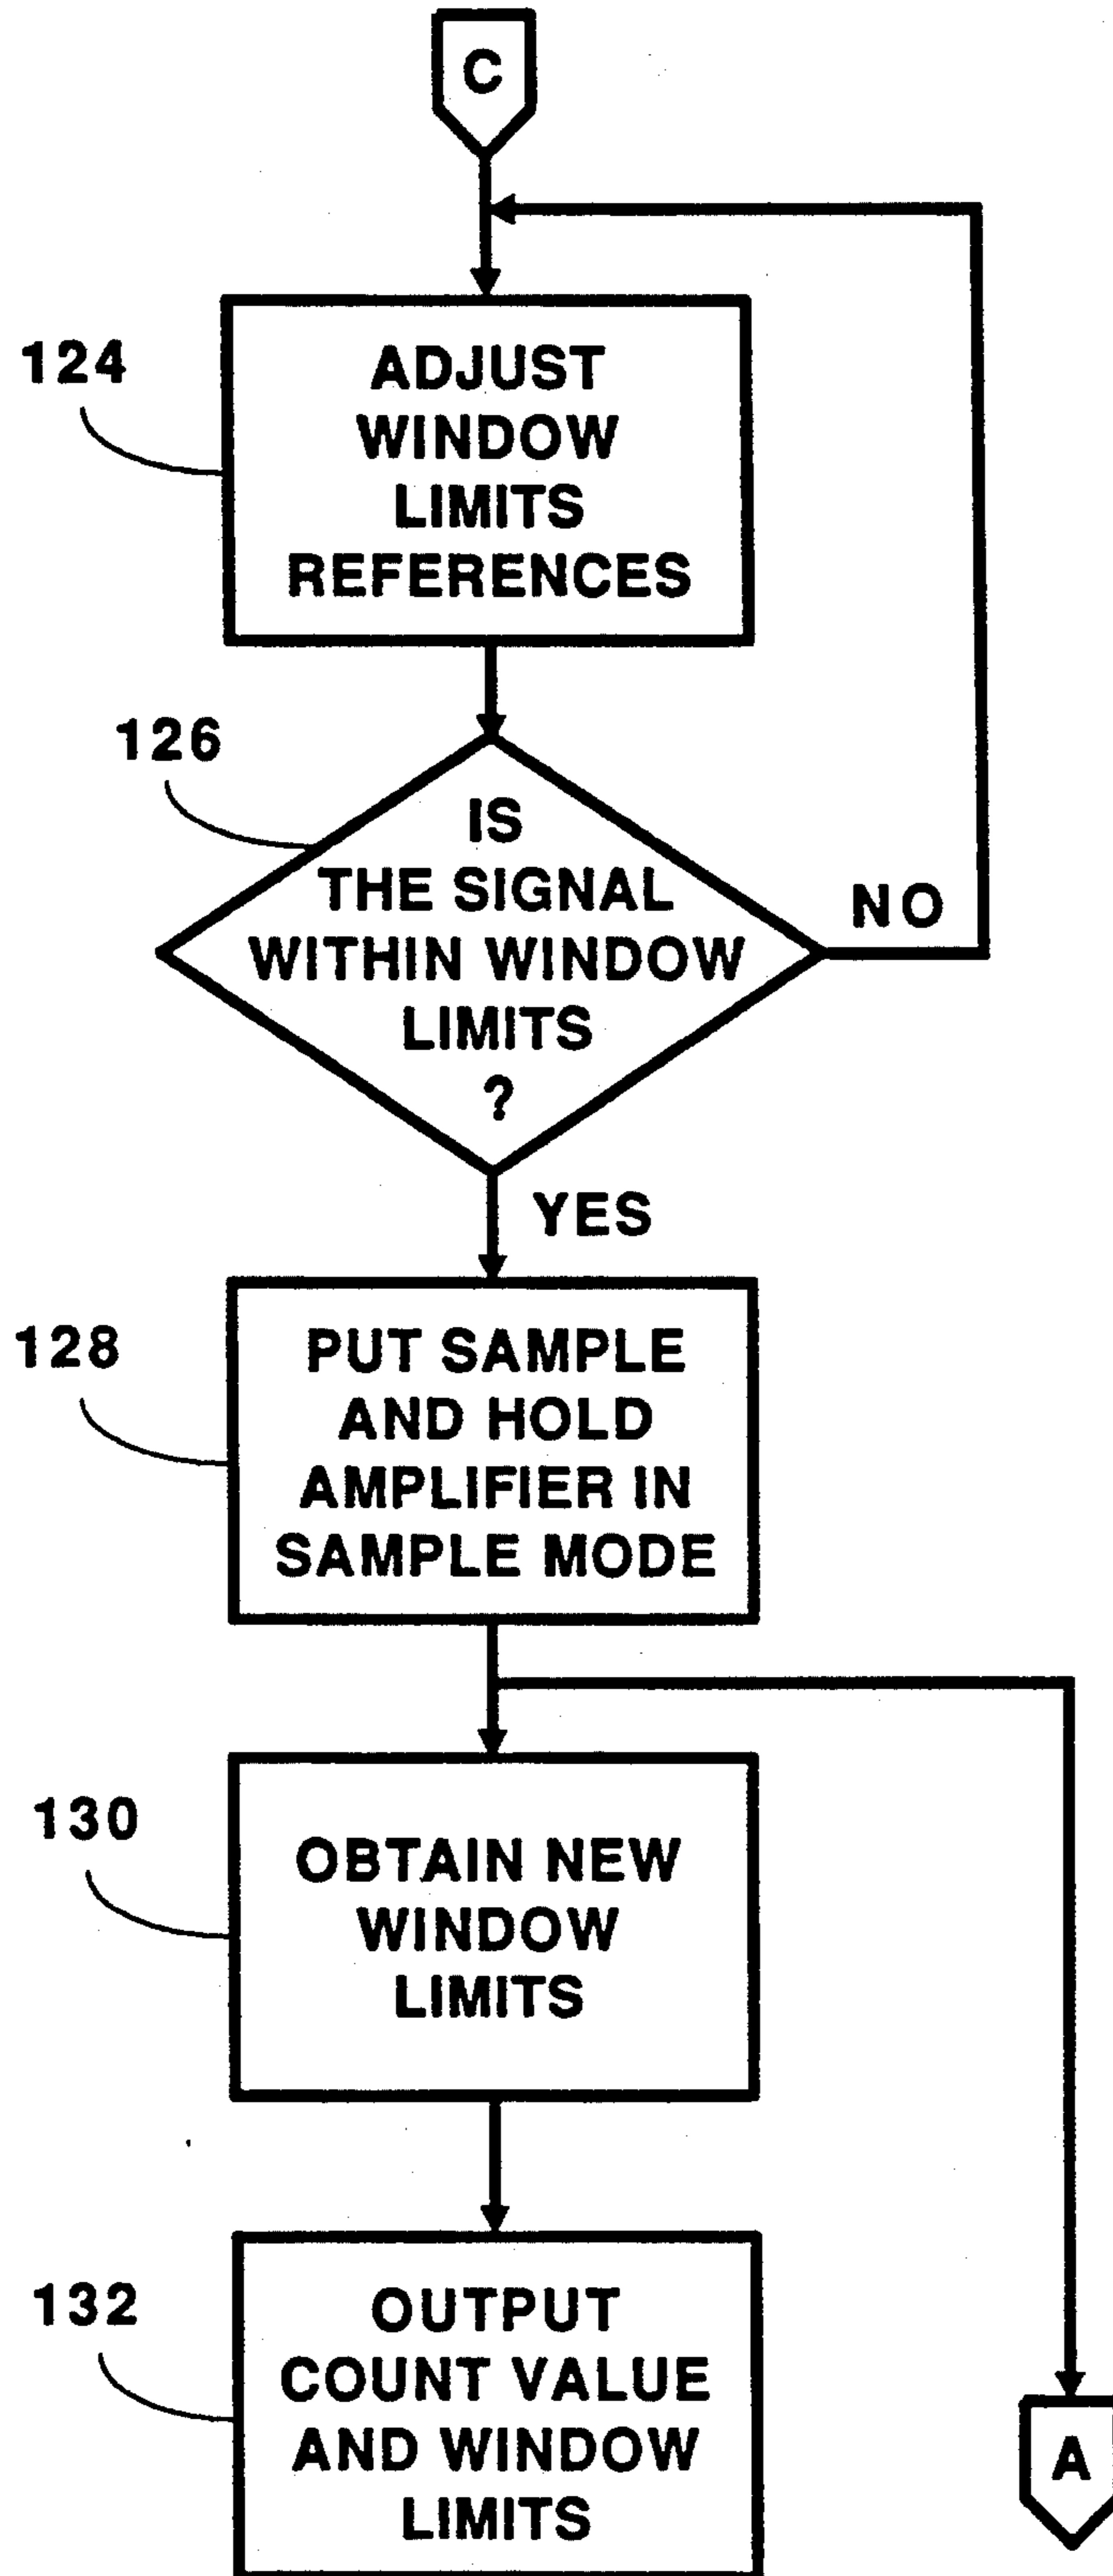 C
124
ADJUST
WINDOW
LIMITS
REFERENCES
126
IS
THE SIGNAL
WITHIN WINDOW
LIMITS
?
NO
YES
128
PUT SAMPLE
AND HOLD
AMPLIFIER IN
SAMPLE MODE
130
OBTAIN NEW
WINDOW
LIMITS
132
OUTPUT
COUNT VALUE
AND WINDOW
LIMITS
A